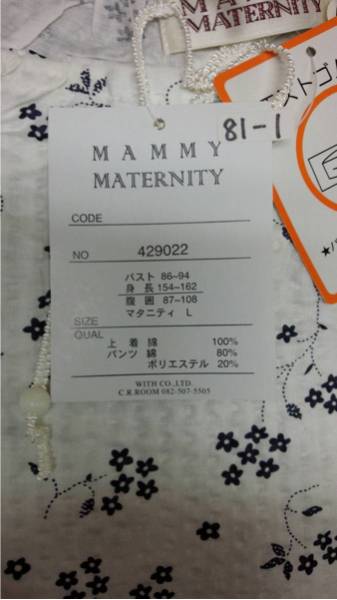 MATERNITY
81-1
MAMMY
MATERNITY
CODE
NO 429022
バスト 86~94
身長 154~162
腹囲 87~108
マタニティ L
SIZE
QUAL
上着 綿 100%
パンツ 綿 80%
ポリエステル 20%
WITH CO.,LTD.
C R ROOM 082-507-5505